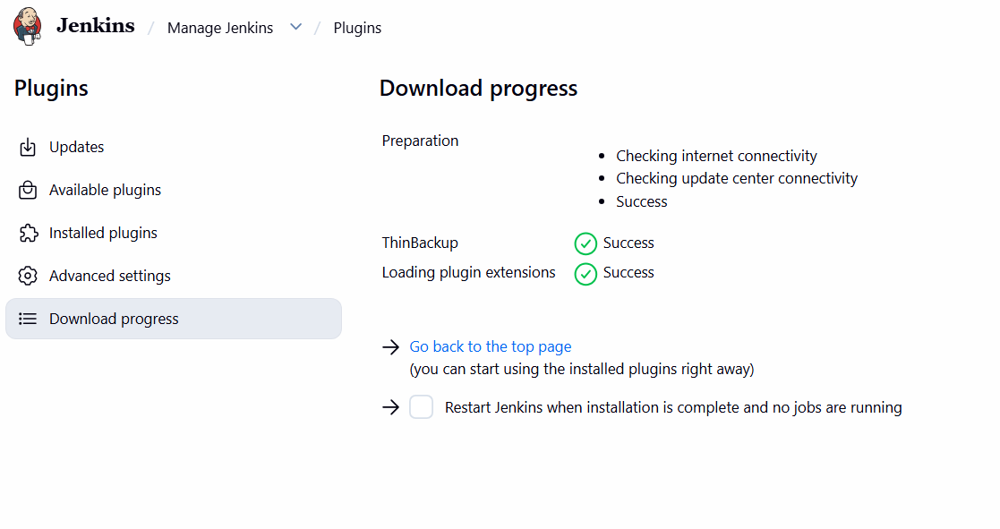 Jenkins / Manage Jenkins / Plugins
Plugins
Updates
Available plugins
Installed plugins
Advanced settings
Download progress
Download progress
Preparation
Checking internet connectivity
Checking update center connectivity
Success
ThinBackup Success
Loading plugin extensions Success
Go back to the top page
(you can start using the installed plugins right away)
Restart Jenkins when installation is complete and no jobs are running